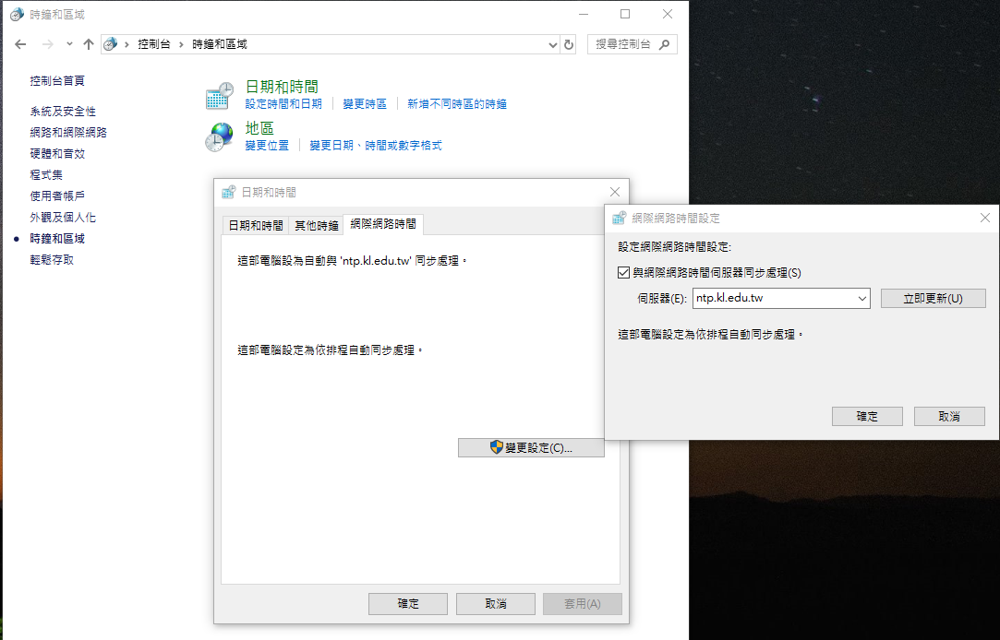 時鐘和區域
控制台 > 時鐘和區域
搜尋控制台
控制台首頁
系統及安全性
網路和網際網路
硬體和音效
程式集
使用者帳戶
外觀及個人化
時鐘和區域
輕鬆存取
日期和時間
設定時間和日期 | 變更時區 | 新增不同時區的時鐘
地區
變更位置 | 變更日期、時間或數字格式
日期和時間
日期和時間 其他時鐘 網際網路時間
這部電腦設為自動與 'ntp.kl.edu.tw' 同步處理。
這部電腦設定為依排程自動同步處理。
變更設定(C)...
確定 取消 套用(A)
網際網路時間設定
設定網際網路時間設定:
與網際網路時間伺服器同步處理(S)
伺服器(E): ntp.kl.edu.tw 立即更新(U)
這部電腦設定為依排程自動同步處理。
確定 取消